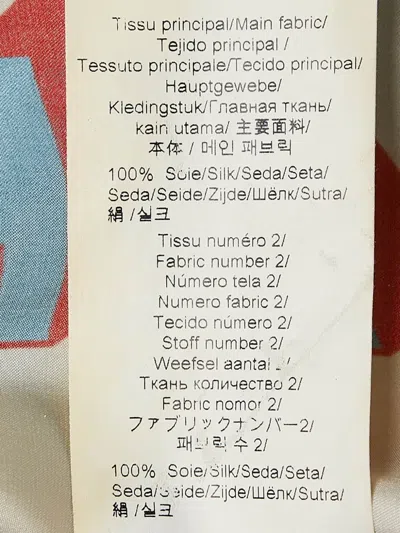 Tissu principal/Main fabric/
Tejido principal /
Tessuto principale/Tecido principal/
Hauptgewebe/
Kledingstuk/Главная ткань/
kain utama/ 主要面料/
本体 / 메인 패브릭
100% Soie/Silk/Seda/Seta/
Seda/Seide/Zijde/Шёлк/Sutra/
絹 /실크
Tissu numéro 2/
Fabric number 2/
Número tela 2/
Numero fabric 2/
Tecido número 2/
Stoff number 2/
Weefsel aantal 2/
Ткань количество 2/
Fabric nomor 2/
ファブリックナンバー2/
패브릭 수 2/
100% Soie/Silk/Seda/Seta/
Seda/Seide/Zijde/Шёлк/Sutra/
絹 /실크